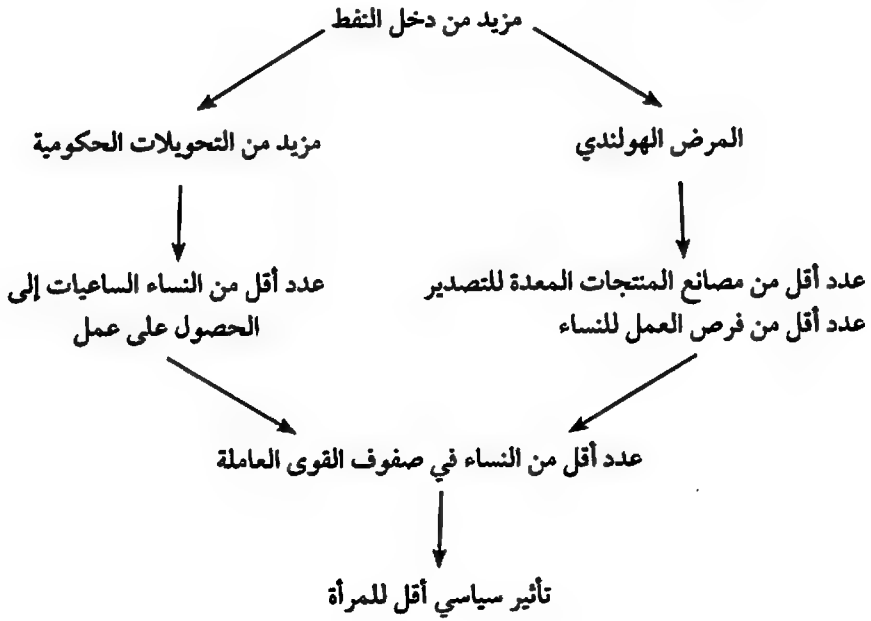 مزيد من دخل النفط
المرض الهولندي
مزيد من التحويلات الحكومية
عدد أقل من مصانع المنتجات المعدة للتصدير
عدد أقل من فرص العمل للنساء
عدد أقل من النساء الساعيات إلى
الحصول على عمل
عدد أقل من النساء في صفوف القوى العاملة
تأثير سياسي أقل للمرأة